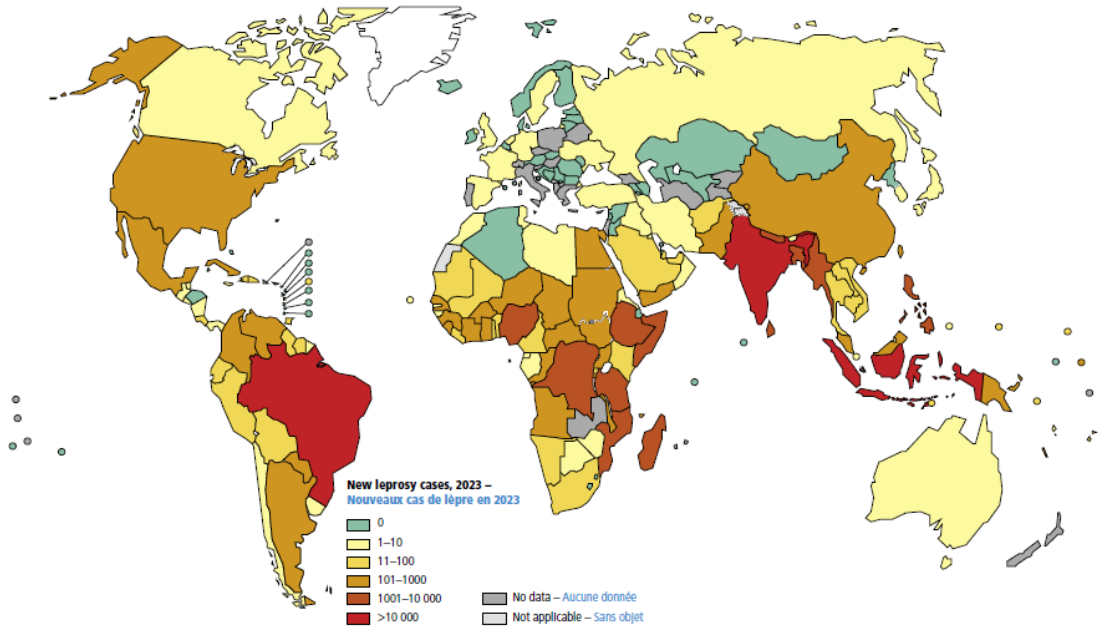 New leprosy cases, 2023 –
Nouveaux cas de lèpre en 2023
0
1–10
11–100
101–1000
1001–10 000
>10 000
No data – Aucune donnée
Not applicable – Sans objet